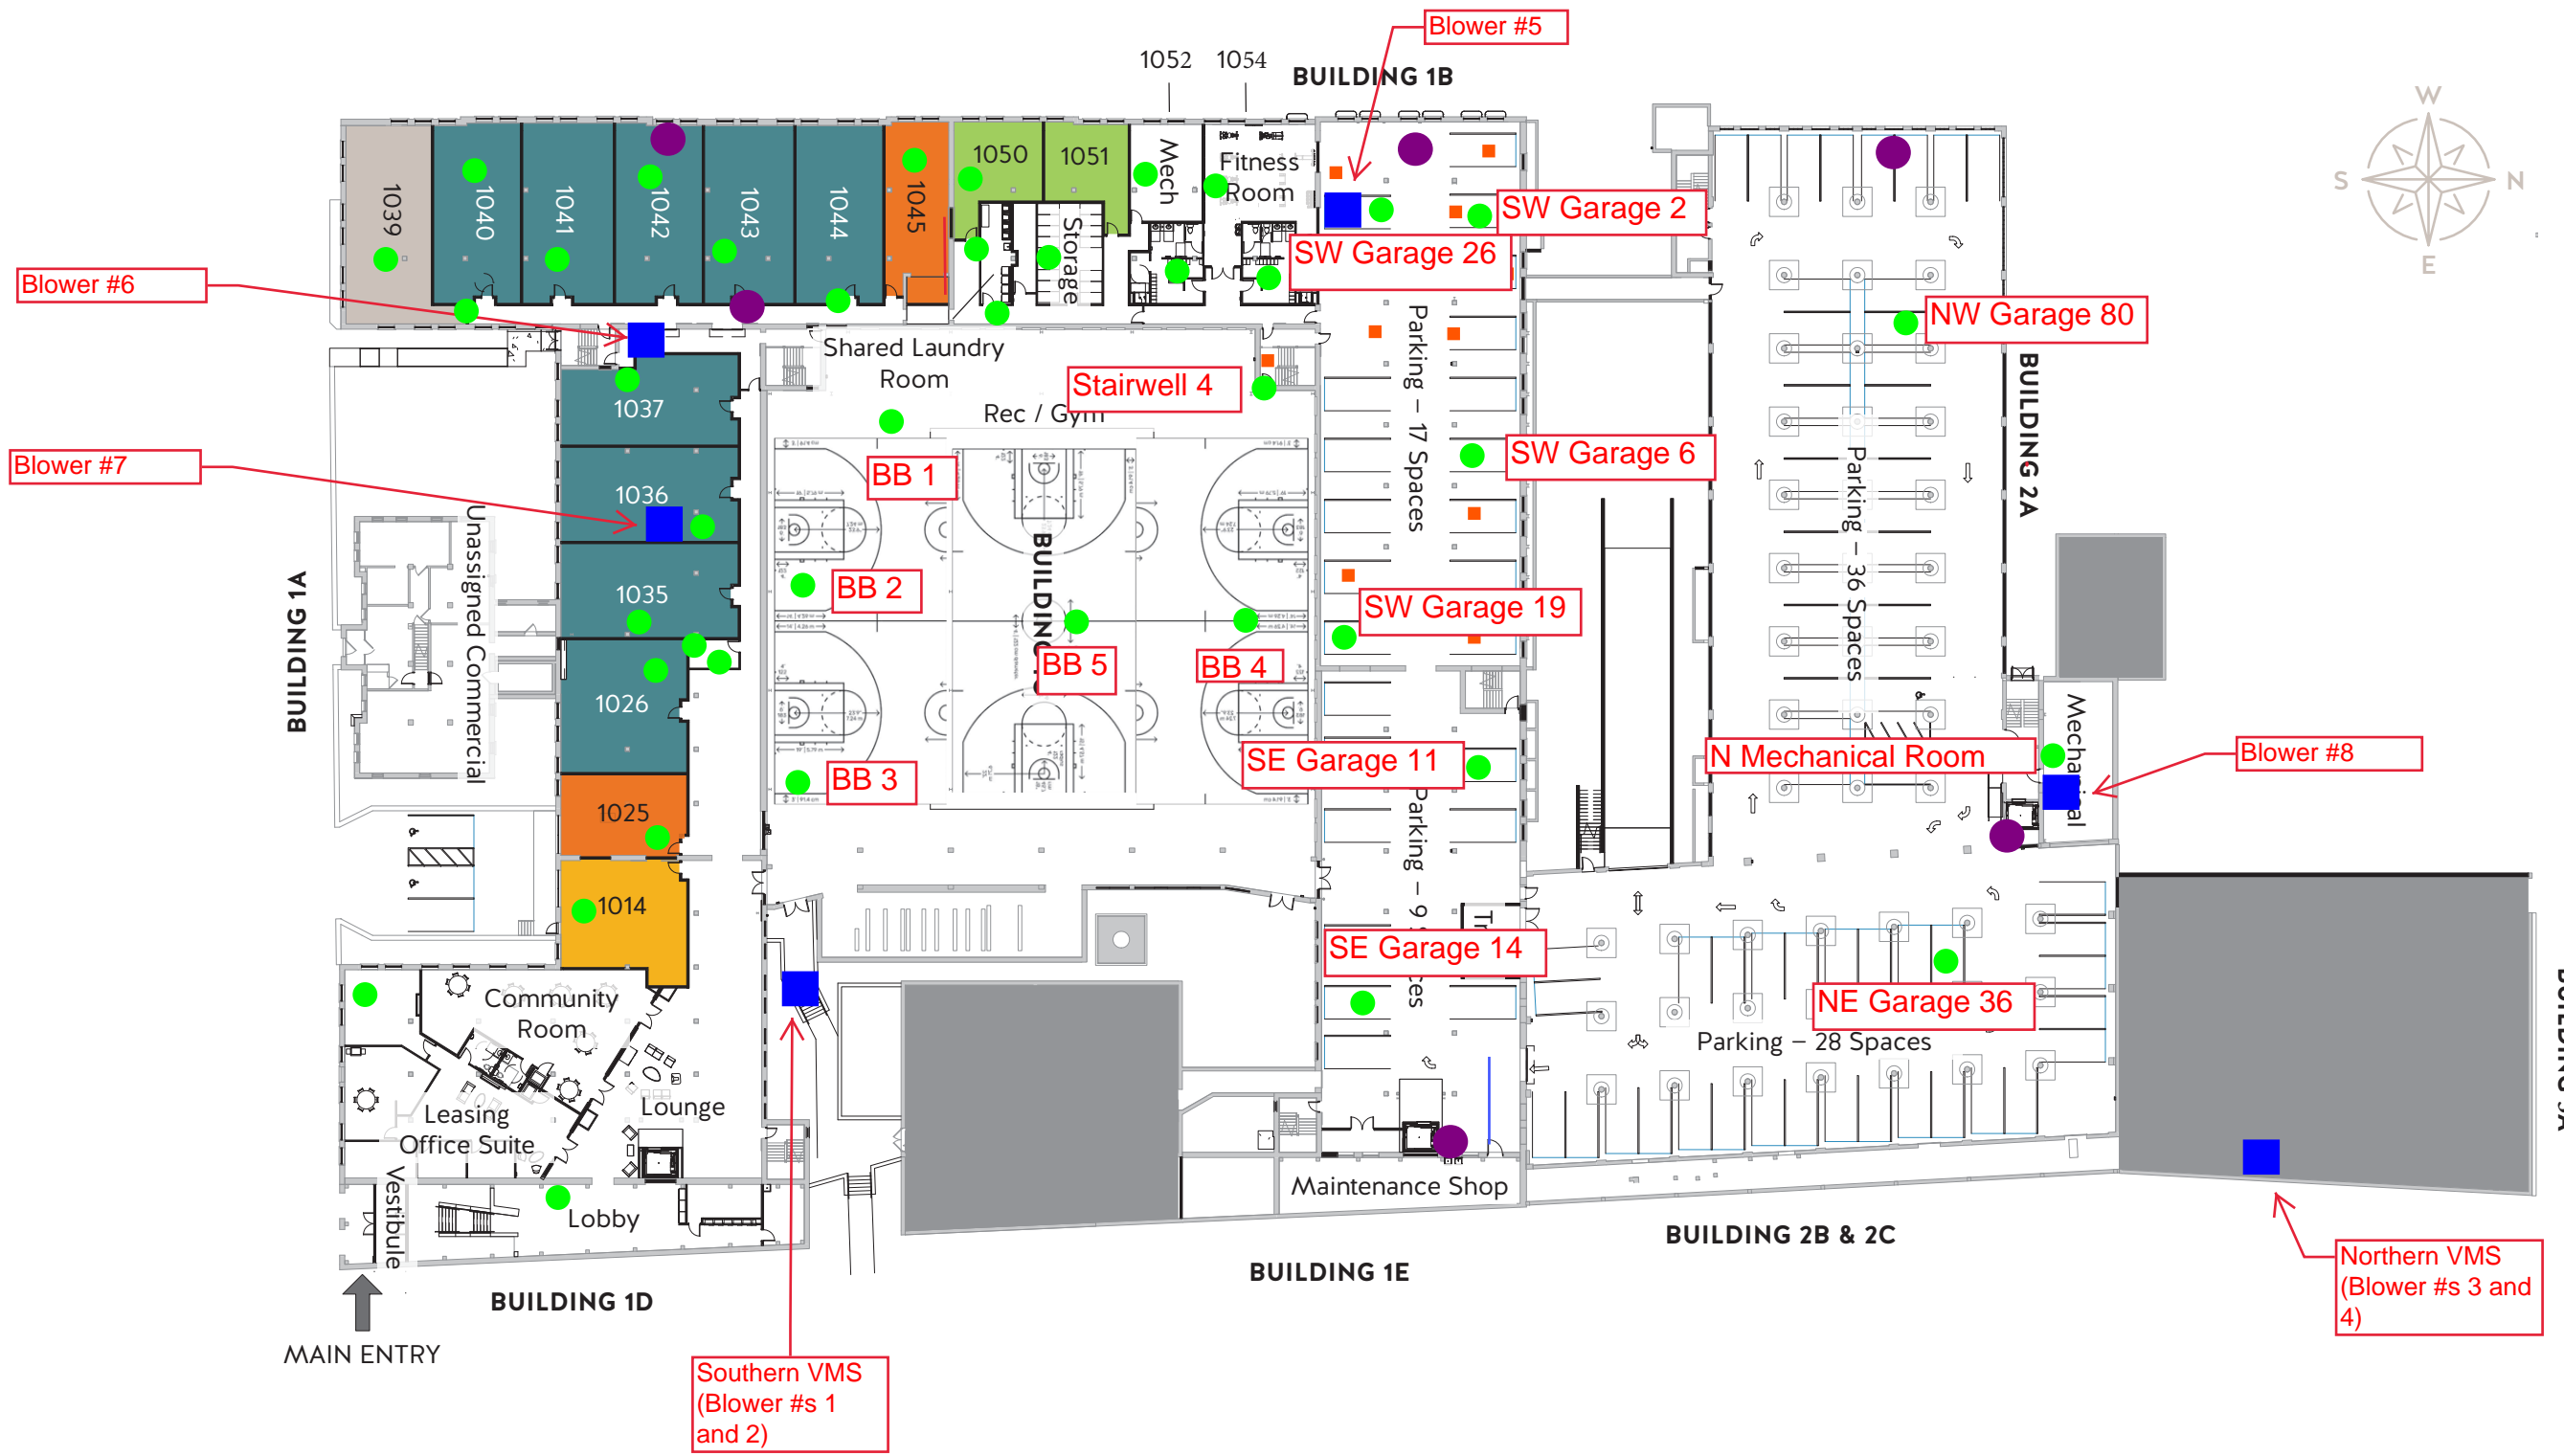 Blower #5
1052
1054
BUILDING 1B
W
S
N
E
1039
1040
1041
1042
1043
1044
1045
1050
1051
Mech
Fitness
Room
Storage
SW Garage 2
SW Garage 26
Blower #6
NW Garage 80
Shared Laundry
Room
Stairwell 4
Rec / Gym
Parking – 17 Spaces
BUILDING 2A
1037
Blower #7
BB 1
SW Garage 6
Parking – 36 Spaces
1036
Unassigned Commercial
BUILDING
BUILDING 1A
1035
BB 2
SW Garage 19
BB 5
BB 4
1026
Mechanical
N Mechanical Room
Blower #8
SE Garage 11
BB 3
1025
Parking – 9
1014
SE Garage 14
Community
Room
NE Garage 36
Parking – 28 Spaces
Leasing
Office Suite
Lounge
Vestibule
Lobby
Maintenance Shop
BUILDING 2B & 2C
BUILDING 1E
BUILDING 1D
MAIN ENTRY
Northern VMS
(Blower #s 3 and
4)
Southern VMS
(Blower #s 1
and 2)